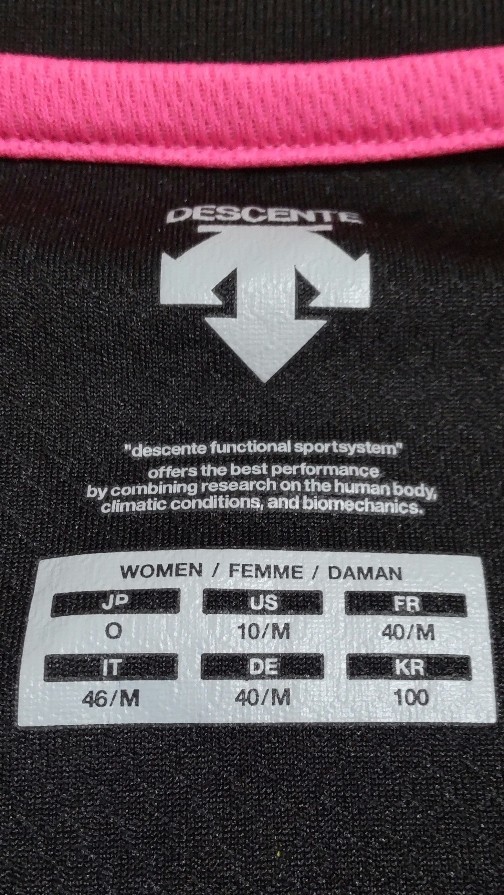 DESCENTE
"descente functional sportsystem"
offers the best performance
by combining research on the human body,
climatic conditions, and biomechanics.
WOMEN / FEMME / DAMAN
JP US FR
O 10/M 40/M
IT DE KR
46/M 40/M 100